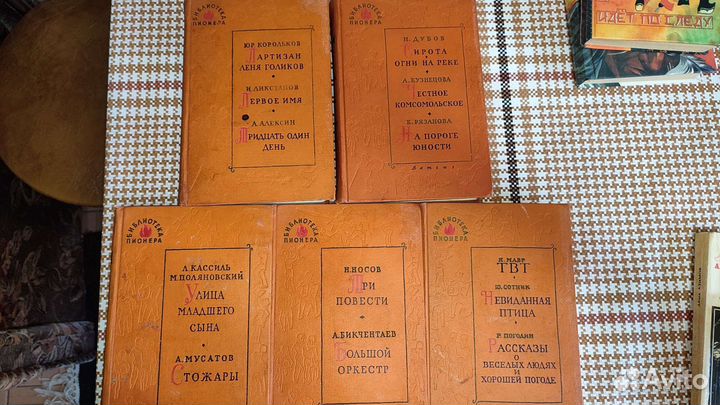 БИБЛИОТЕКА
ПИОНЕРА
ЮР. КОРОЛЬКОВ
ПАРТИЗАН
ЛЕНЯ ГОЛИКОВ
И. ЛИКСТАНОВ
ПЕРВОЕ ИМЯ
А. АЛЕКСИН
ТРИДЦАТЬ ОДИН
ДЕНЬ
БИБЛИОТЕКА
ПИОНЕРА
Н. ДУБОВ
СИРОТА
ОГНИ НА РЕКЕ
А. КУЗНЕЦОВА
ЧЕСТНОЕ
КОМСОМОЛЬСКОЕ
Е. РЯЗАНОВА
НА ПОРОГЕ
ЮНОСТИ
Детгиз
ИДЁТ ПО СЛЕДУ
БИБЛИОТЕКА
ПИОНЕРА
Л. КАССИЛЬ
М. ПОЛЯНОВСКИЙ
УЛИЦА
МЛАДШЕГО
СЫНА
А. МУСАТОВ
СТОЖАРЫ
БИБЛИОТЕКА
ПИОНЕРА
Н. НОСОВ
ТРИ
ПОВЕСТИ
А. БИКЧЕНТАЕВ
БОЛЬШОЙ
ОРКЕСТР
БИБЛИОТЕКА
ПИОНЕРА
Я. МАВР
ТВТ
Ю. СОТНИК
НЕВИДАННАЯ
ПТИЦА
Р. ПОГОДИН
РАССКАЗЫ
О
ВЕСЕЛЫХ ЛЮДЯХ
И
ХОРОШЕЙ ПОГОДЕ
Avito